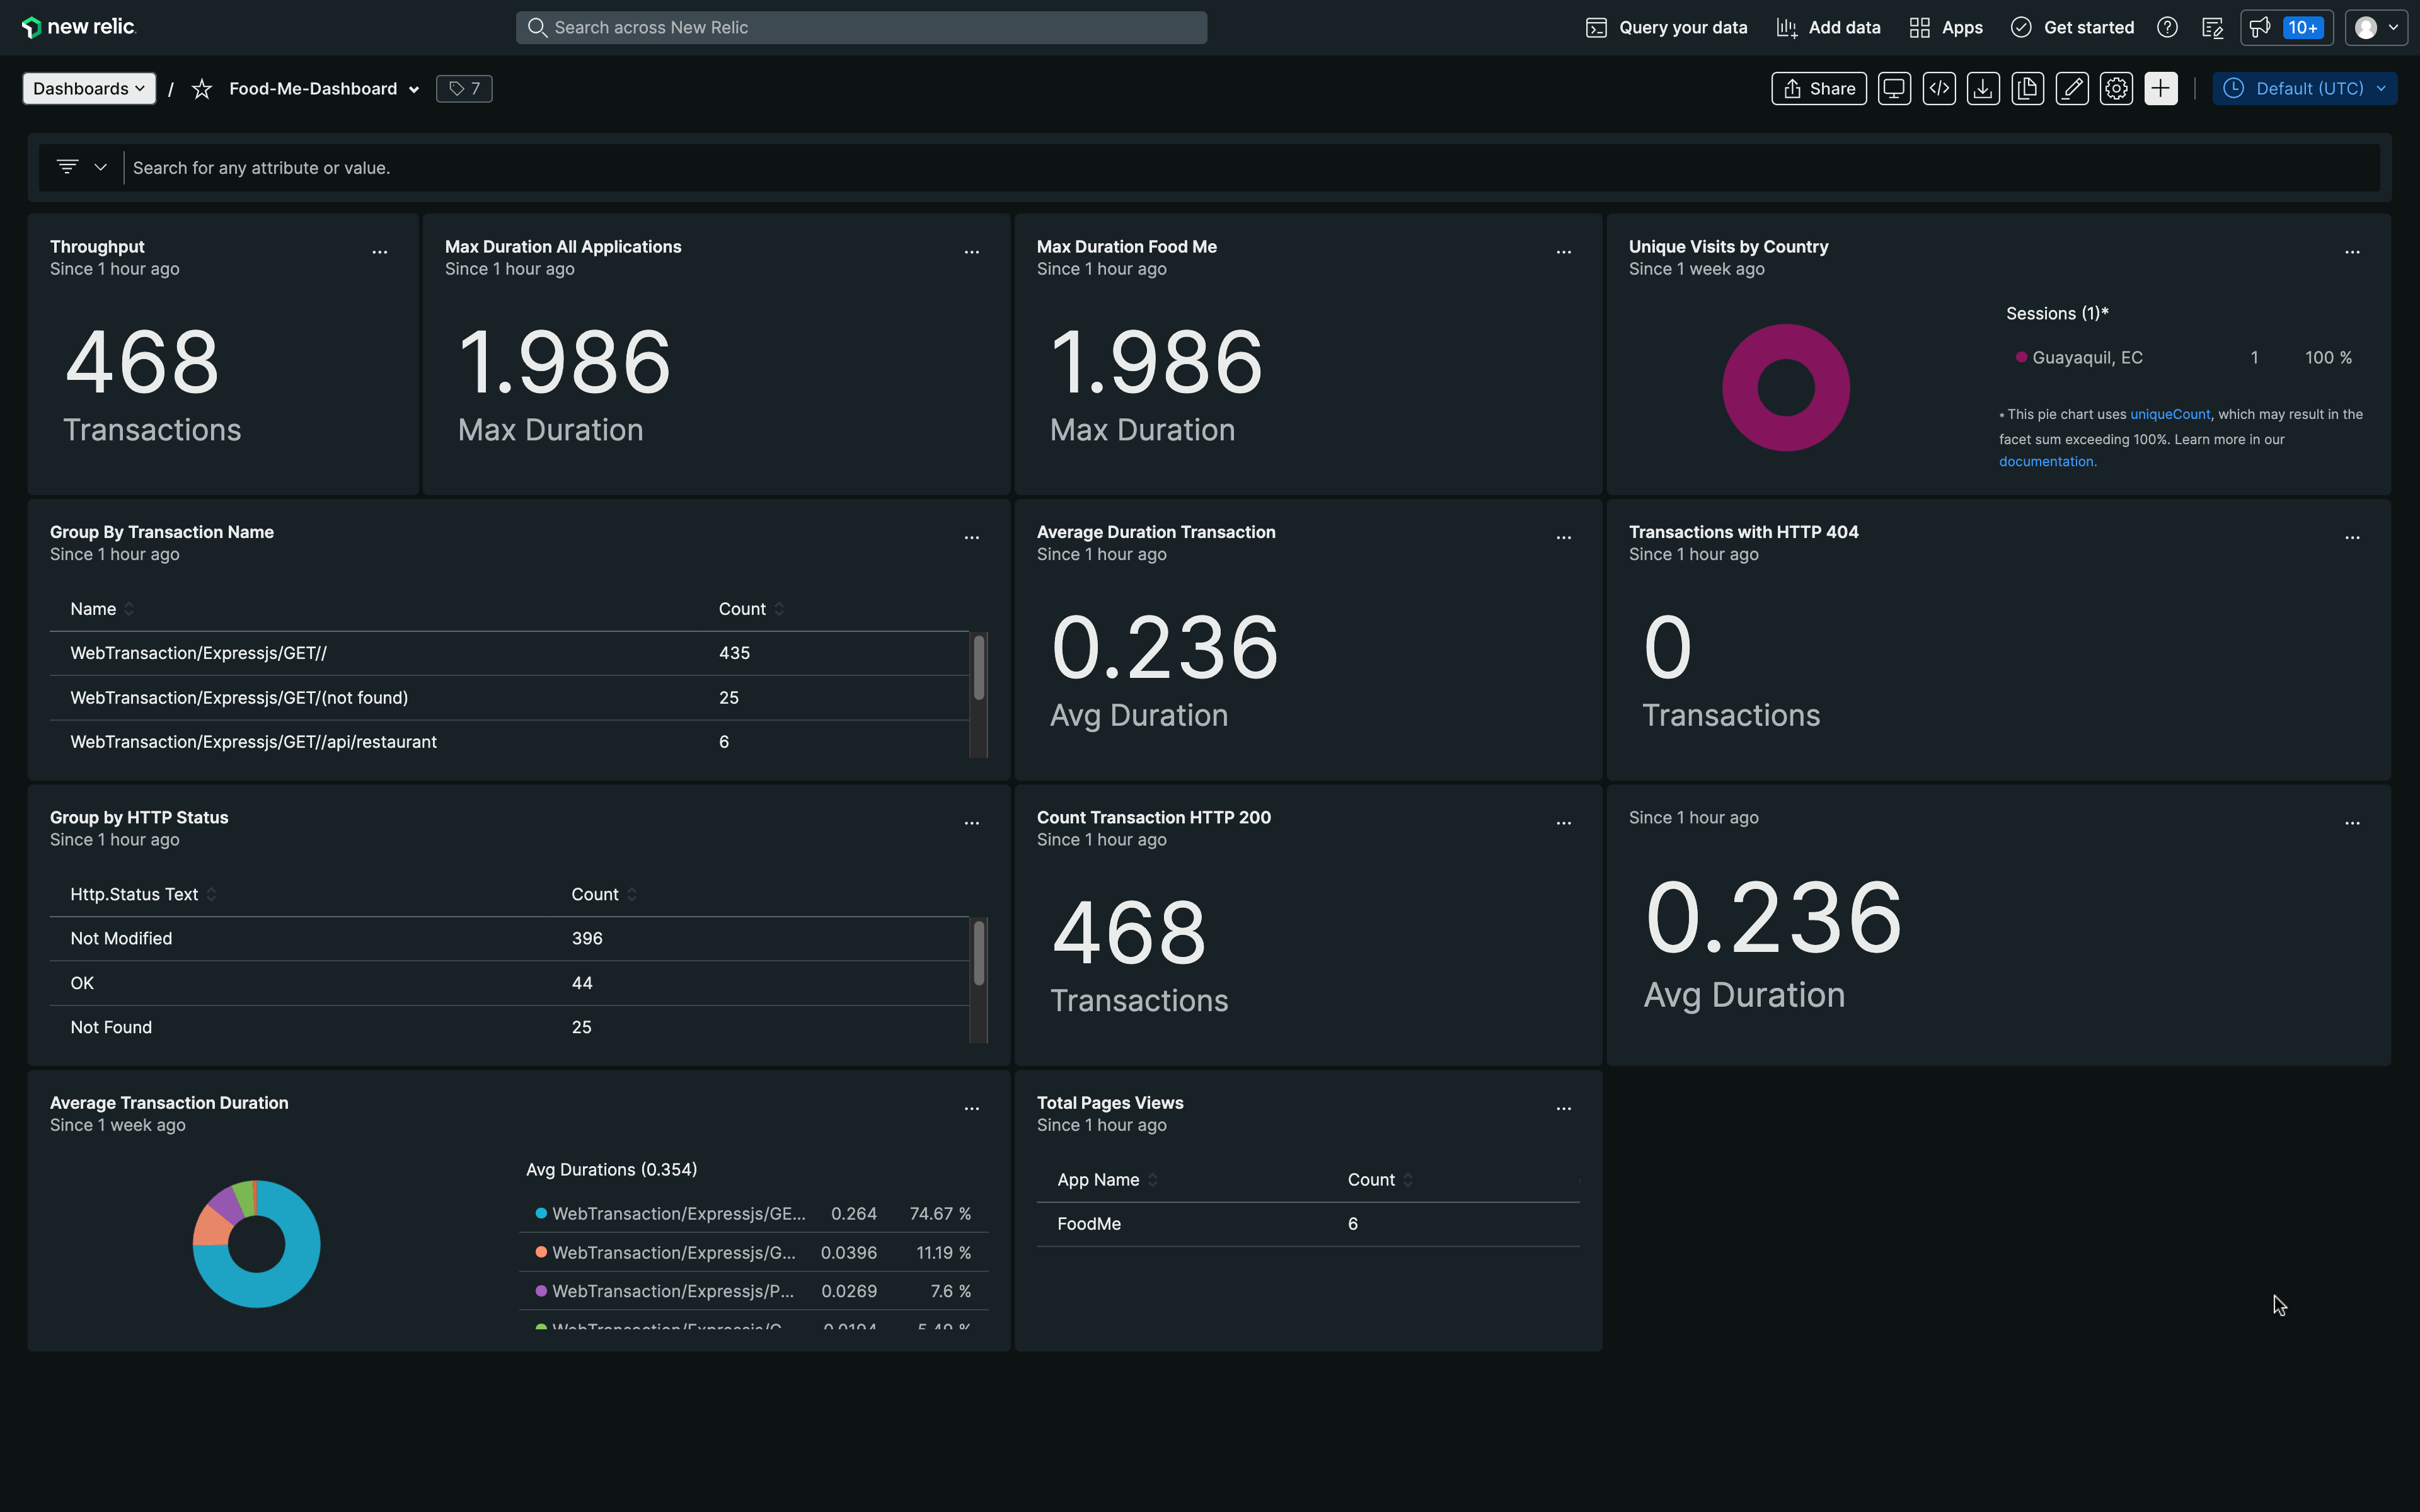 new relic.
Search across New Relic
Query your data
Add data
Apps
Get started
10+
Dashboards
/
Food-Me-Dashboard
7
Share
Default (UTC)
Search for any attribute or value.
Throughput
Since 1 hour ago
468
Transactions
Max Duration All Applications
Since 1 hour ago
1.986
Max Duration
Max Duration Food Me
Since 1 hour ago
1.986
Max Duration
Unique Visits by Country
Since 1 week ago
Sessions (1)*
Guayaquil, EC 1 100 %
* This pie chart uses uniqueCount, which may result in the
facet sum exceeding 100%. Learn more in our
documentation.
Group By Transaction Name
Since 1 hour ago
Name Count
WebTransaction/Expressjs/GET// 435
WebTransaction/Expressjs/GET/(not found) 25
WebTransaction/Expressjs/GET//api/restaurant 6
Average Duration Transaction
Since 1 hour ago
0.236
Avg Duration
Transactions with HTTP 404
Since 1 hour ago
0
Transactions
Group by HTTP Status
Since 1 hour ago
Http.Status Text Count
Not Modified 396
OK 44
Not Found 25
Count Transaction HTTP 200
Since 1 hour ago
468
Transactions
Since 1 hour ago
0.236
Avg Duration
Average Transaction Duration
Since 1 week ago
Avg Durations (0.354)
WebTransaction/Expressjs/GE... 0.264 74.67 %
WebTransaction/Expressjs/G... 0.0396 11.19 %
WebTransaction/Expressjs/P... 0.0269 7.6 %
Total Pages Views
Since 1 hour ago
App Name Count
FoodMe 6